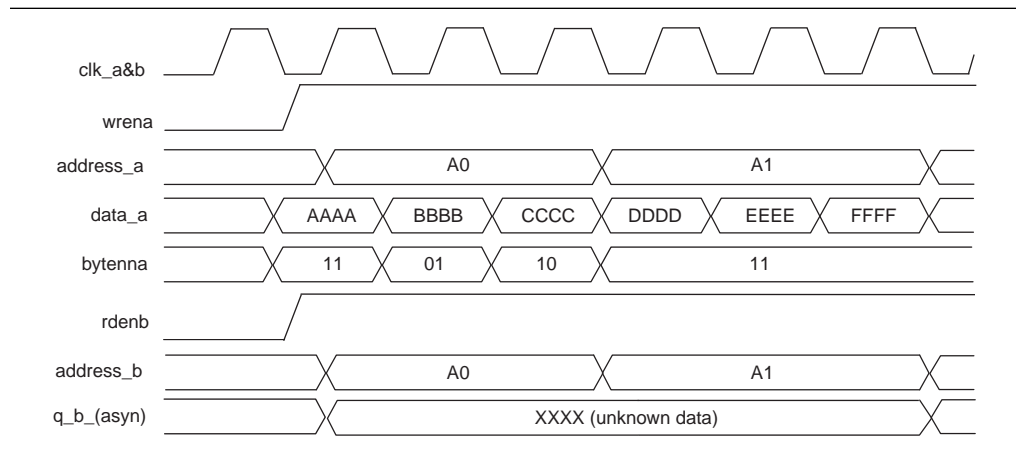 clk_a&b
wrena
address_a A0 A1
data_a AAAA BBBB CCCC DDDD EEEE FFFF
bytenna 11 01 10 11
rdenb
address_b A0 A1
q_b_(asyn) XXXX (unknown data)